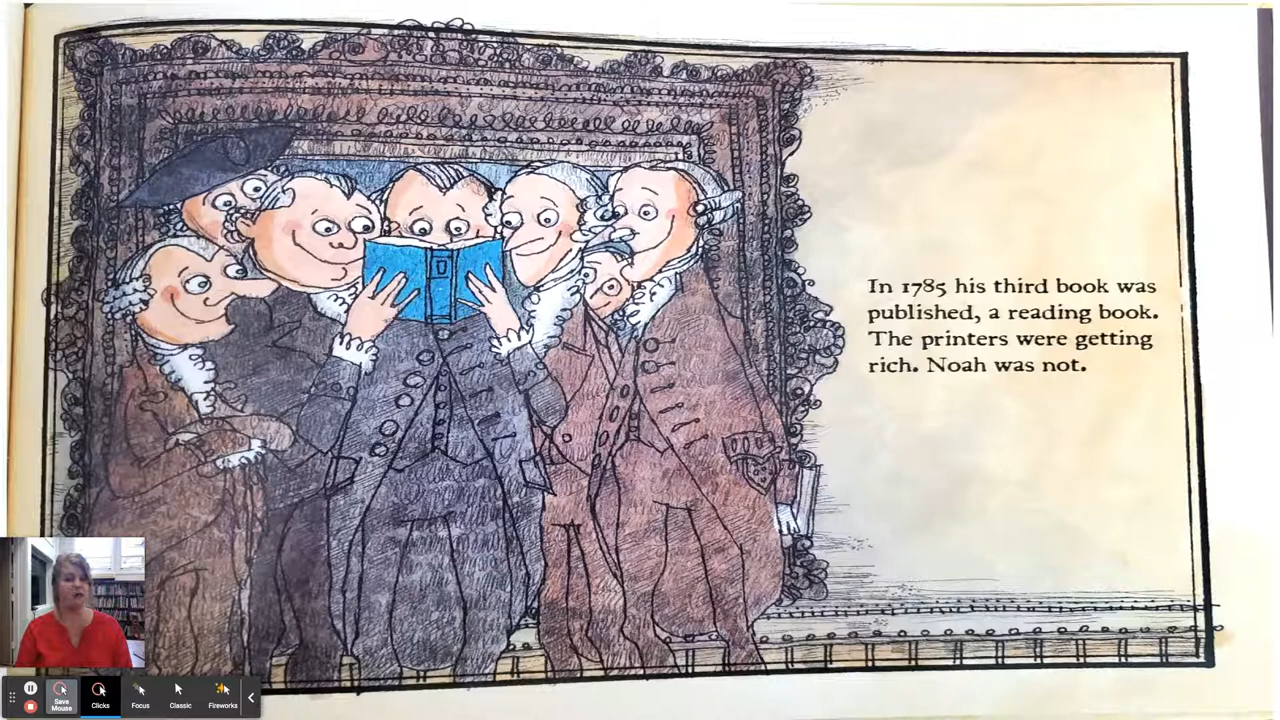 In 1785 his third book was
published, a reading book.
The printers were getting
rich. Noah was not.
Save
Mouse
Clicks
Focus
Classic
Fireworks